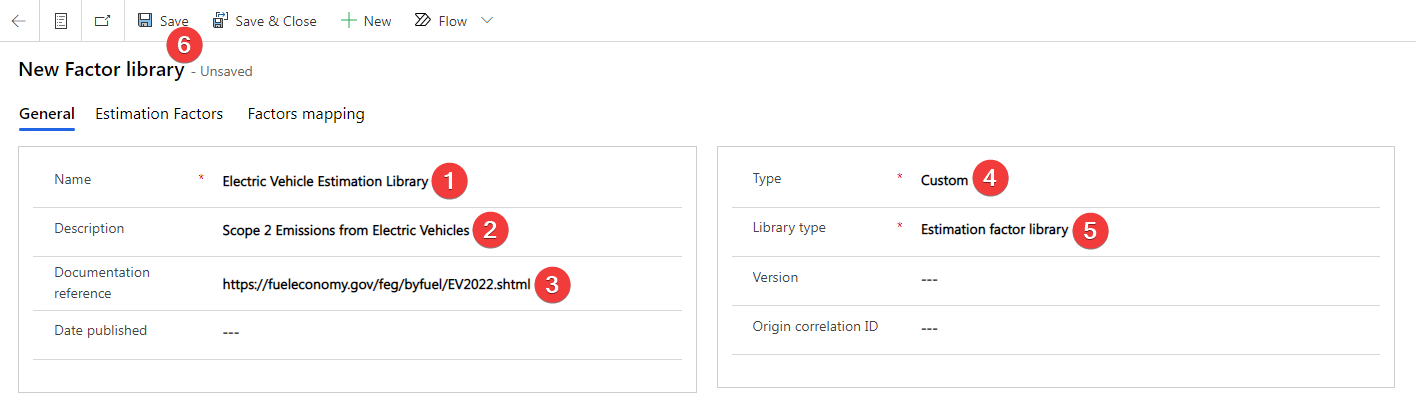 Save Save & Close New Flow
6
New Factor library - Unsaved
General Estimation Factors Factors mapping
Name * Electric Vehicle Estimation Library 1
Description Scope 2 Emissions from Electric Vehicles 2
Documentation
reference https://fueleconomy.gov/feg/byfuel/EV2022.shtml 3
Date published ---
Type * Custom 4
Library type * Estimation factor library 5
Version ---
Origin correlation ID ---